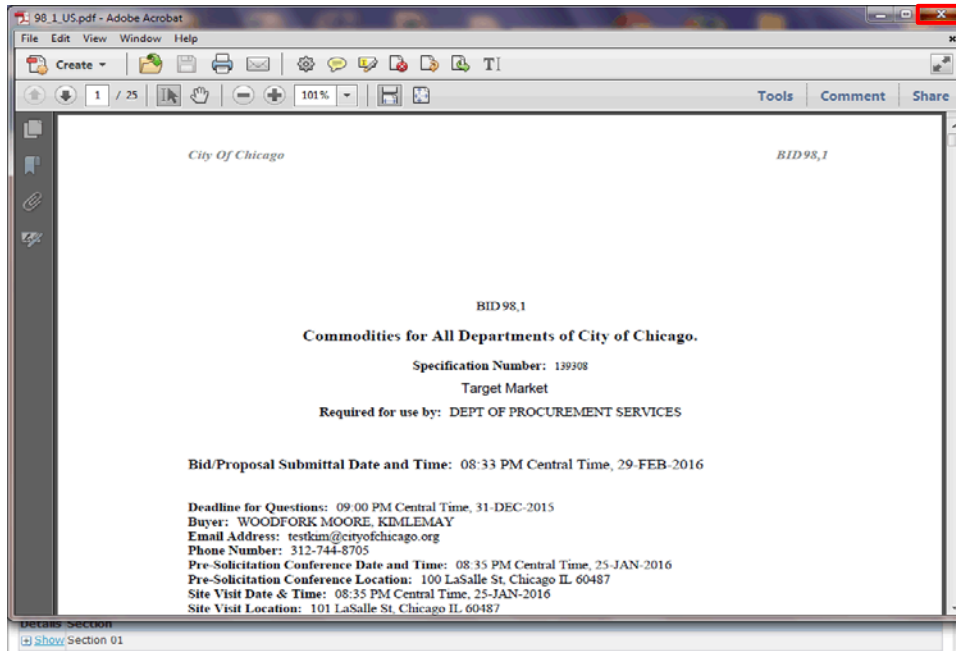 98_1_US.pdf - Adobe Acrobat
File Edit View Window Help
Create
1 / 25 101% Tools Comment Share
City Of Chicago BID98,1
BID98,1
Commodities for All Departments of City of Chicago.
Specification Number: 139308
Target Market
Required for use by: DEPT OF PROCUREMENT SERVICES
Bid/Proposal Submittal Date and Time: 08:33 PM Central Time, 29-FEB-2016
Deadline for Questions: 09:00 PM Central Time, 31-DEC-2015
Buyer: WOODFORK MOORE, KIMLEMAY
Email Address: testkim@cityofchicago.org
Phone Number: 312-744-8705
Pre-Solicitation Conference Date and Time: 08:35 PM Central Time, 25-JAN-2016
Pre-Solicitation Conference Location: 100 LaSalle St, Chicago IL 60487
Site Visit Date & Time: 08:35 PM Central Time, 25-JAN-2016
Site Visit Location: 101 LaSalle St, Chicago IL 60487
Details Section
Show Section 01